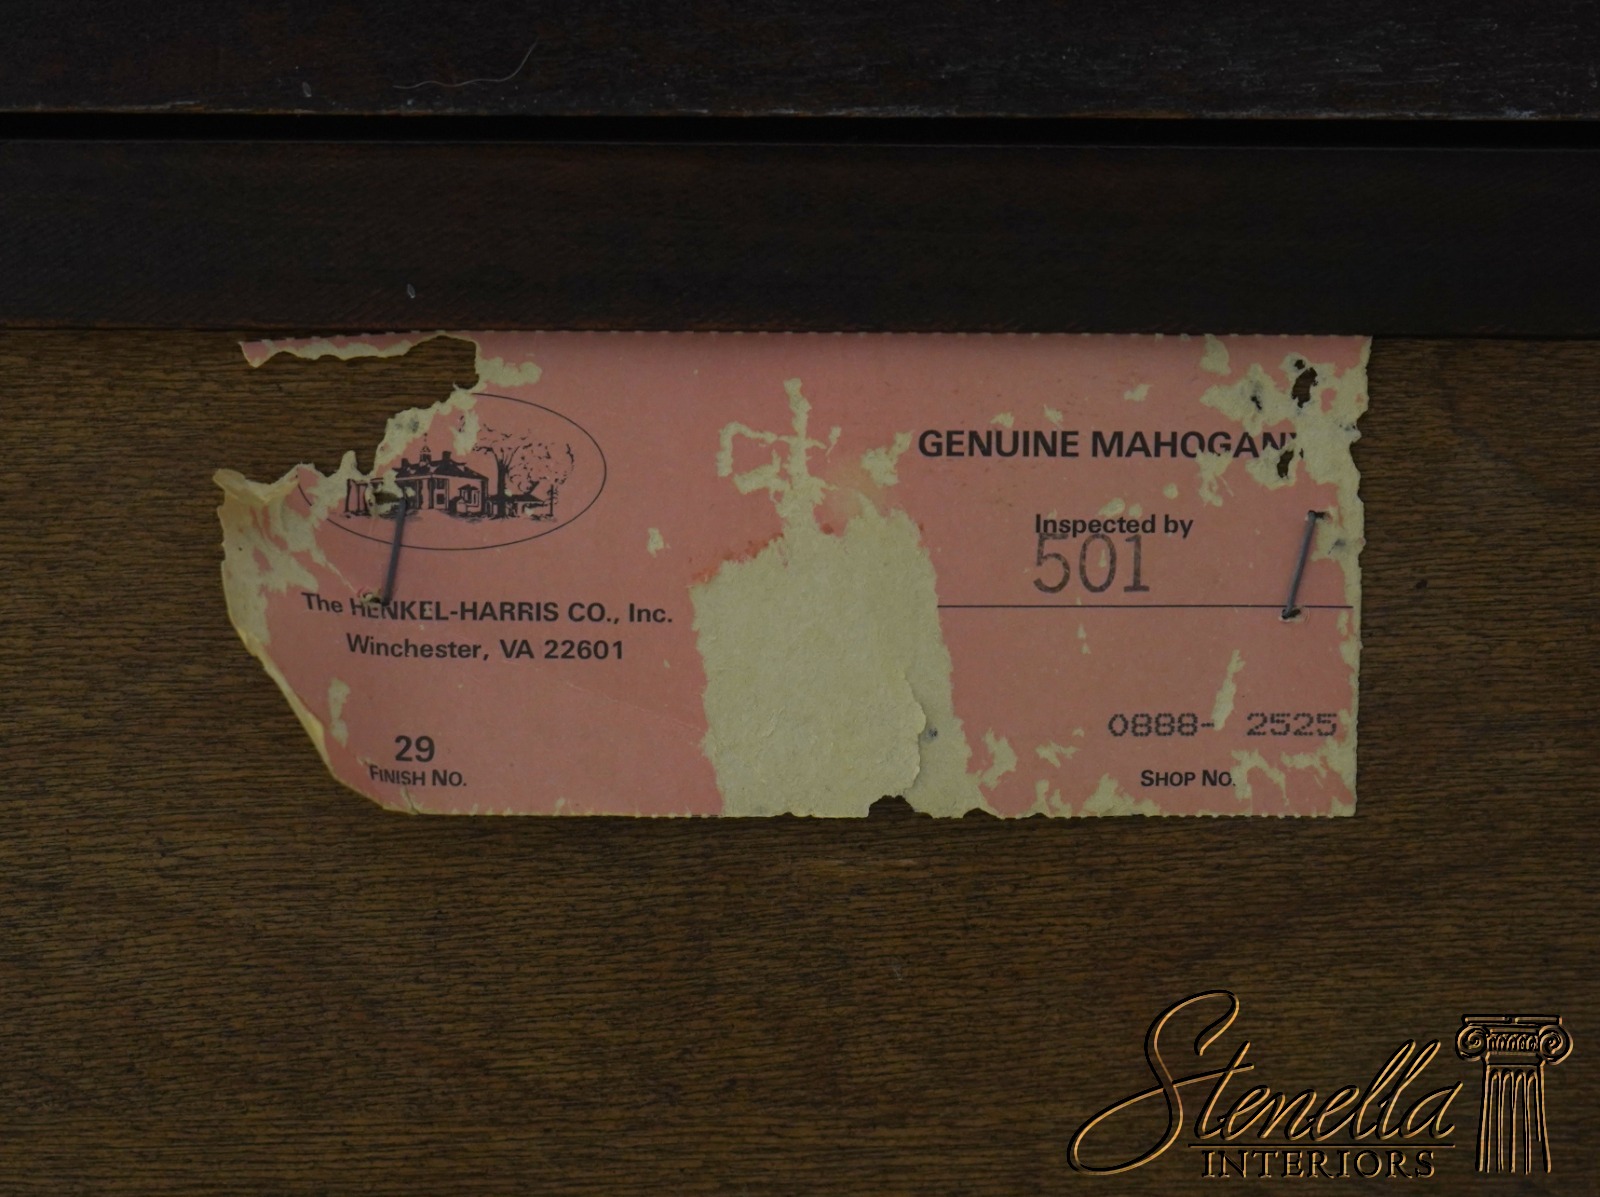 GENUINE MAHOGANY
Inspected by
501
The HENKEL-HARRIS CO., Inc.
Winchester, VA 22601
29
FINISH NO.
0888- 2525
SHOP NO.
Stenella
INTERIORS